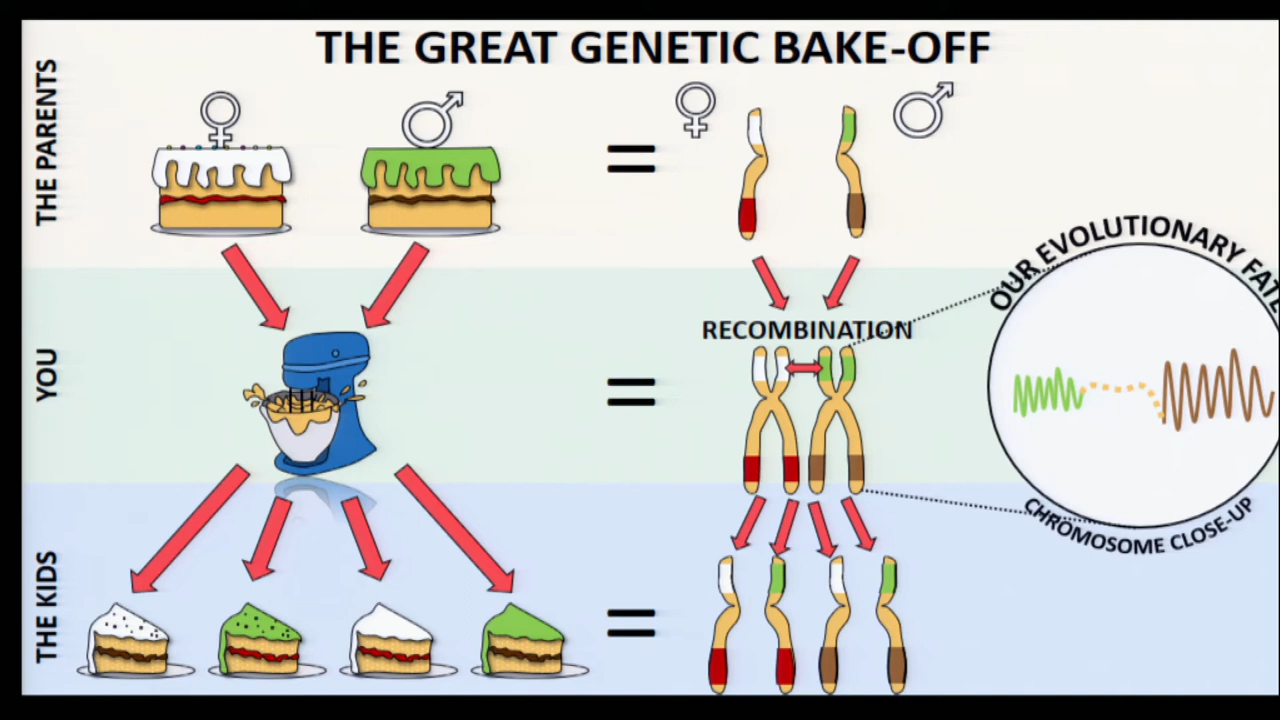 THE GREAT GENETIC BAKE-OFF
THE PARENTS
=
YOU
RECOMBINATION
=
OUR EVOLUTIONARY FATE
CHROMOSOME CLOSE-UP
THE KIDS
=